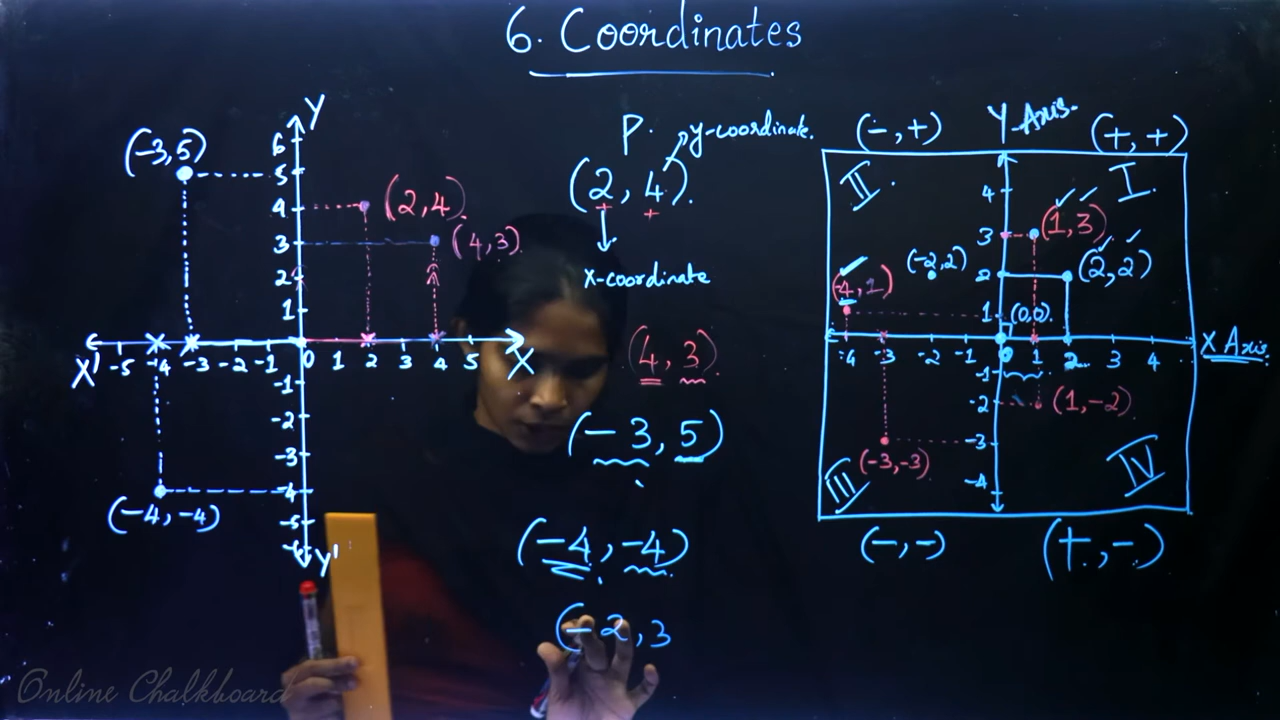 6. Coordinates
Y
6
(-3,5)
5
4
(2,4)
3
(4,3)
2
1
X' -5 -4 -3 -2 -1 0 1 2 3 4 5 X
-1
-2
-3
-4
(-4,-4)
-5
-6
Y'
P.
y-coordinate.
(2, 4).
x-coordinate
(4, 3).
(-3, 5)
(-4, -4)
(-2, 3
(-,+) Y-Axis. (+,+)
II. I.
4
3 (1,3)
(-2,2) 2 (2,2)
(-4,1) 1 (0,0).
-4 -3 -2 -1 0 1 2 3 4 X Axis.
-1
-2 (1,-2).
-3
(-3,-3)
-4
III IV
(-,-) (+,-)
Online Chalkboard